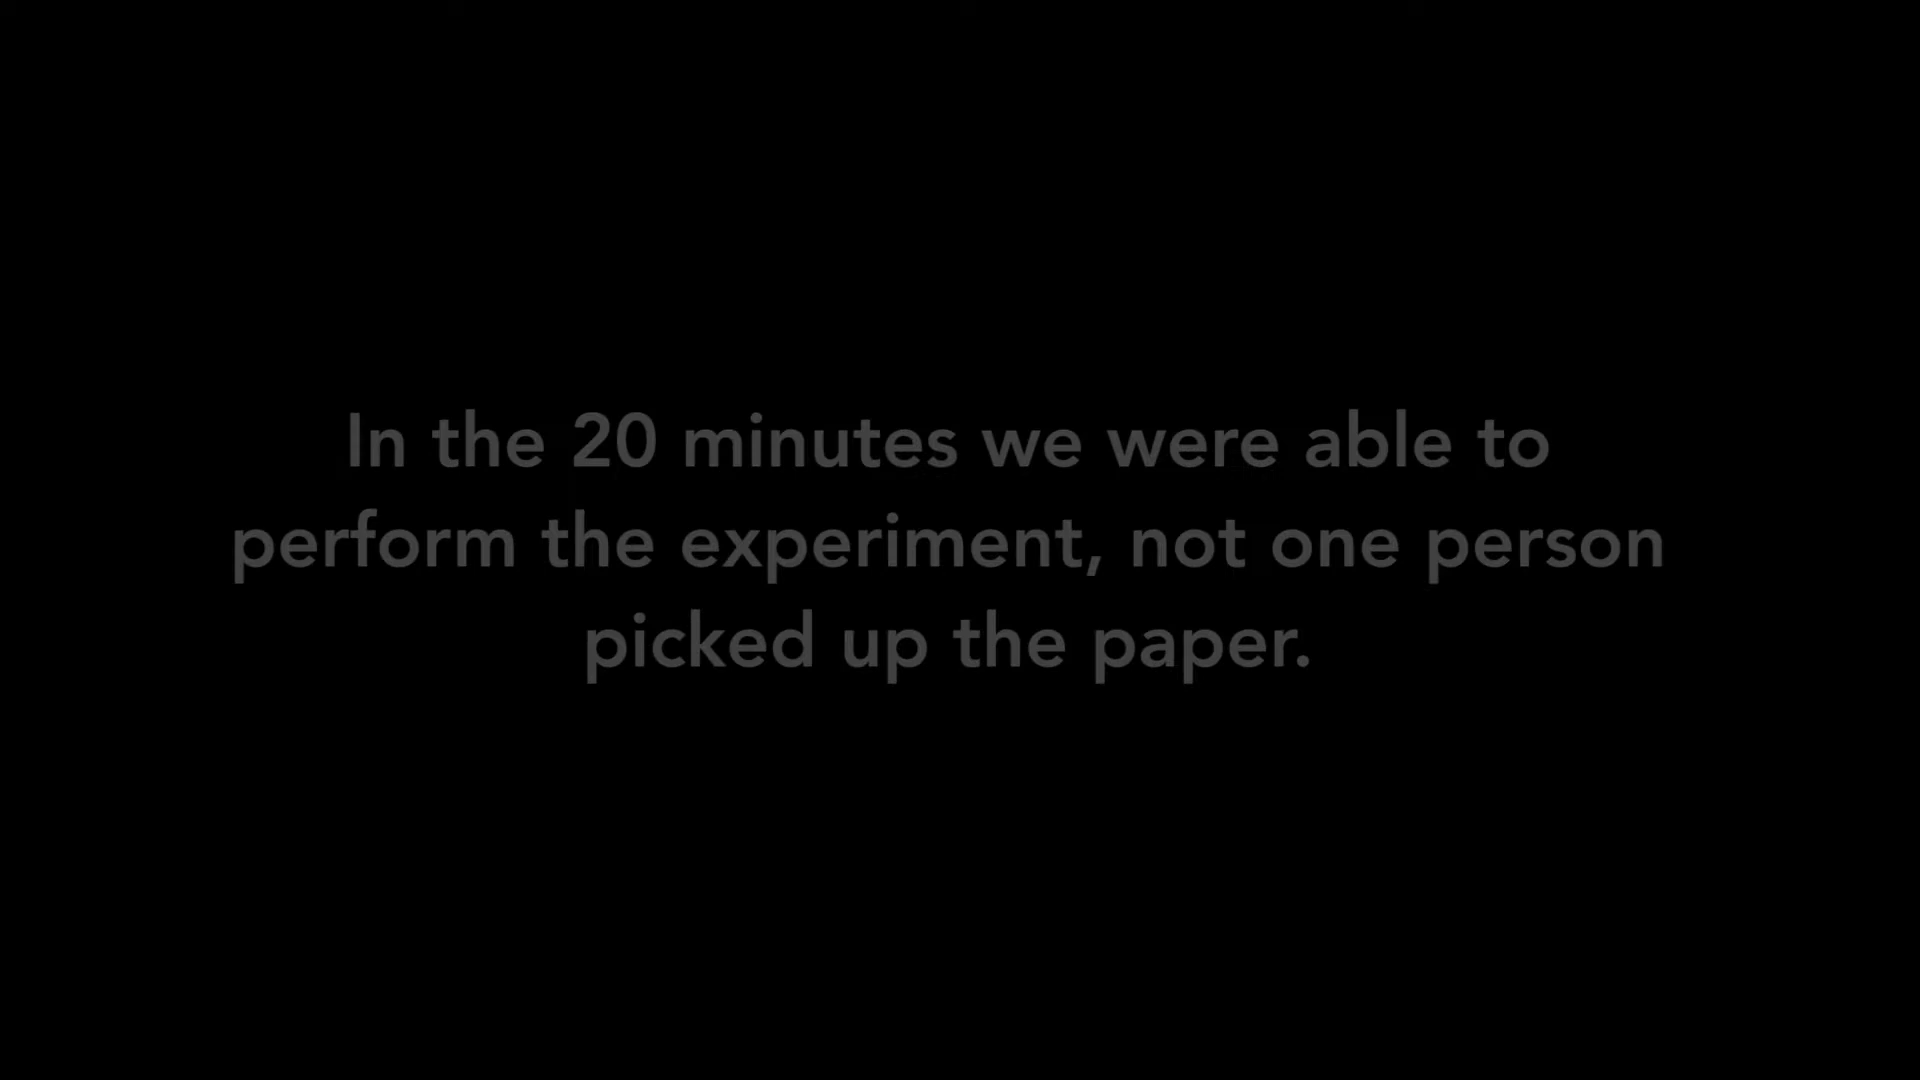 In the 20 minutes we were able to
perform the experiment, not one person
picked up the paper.